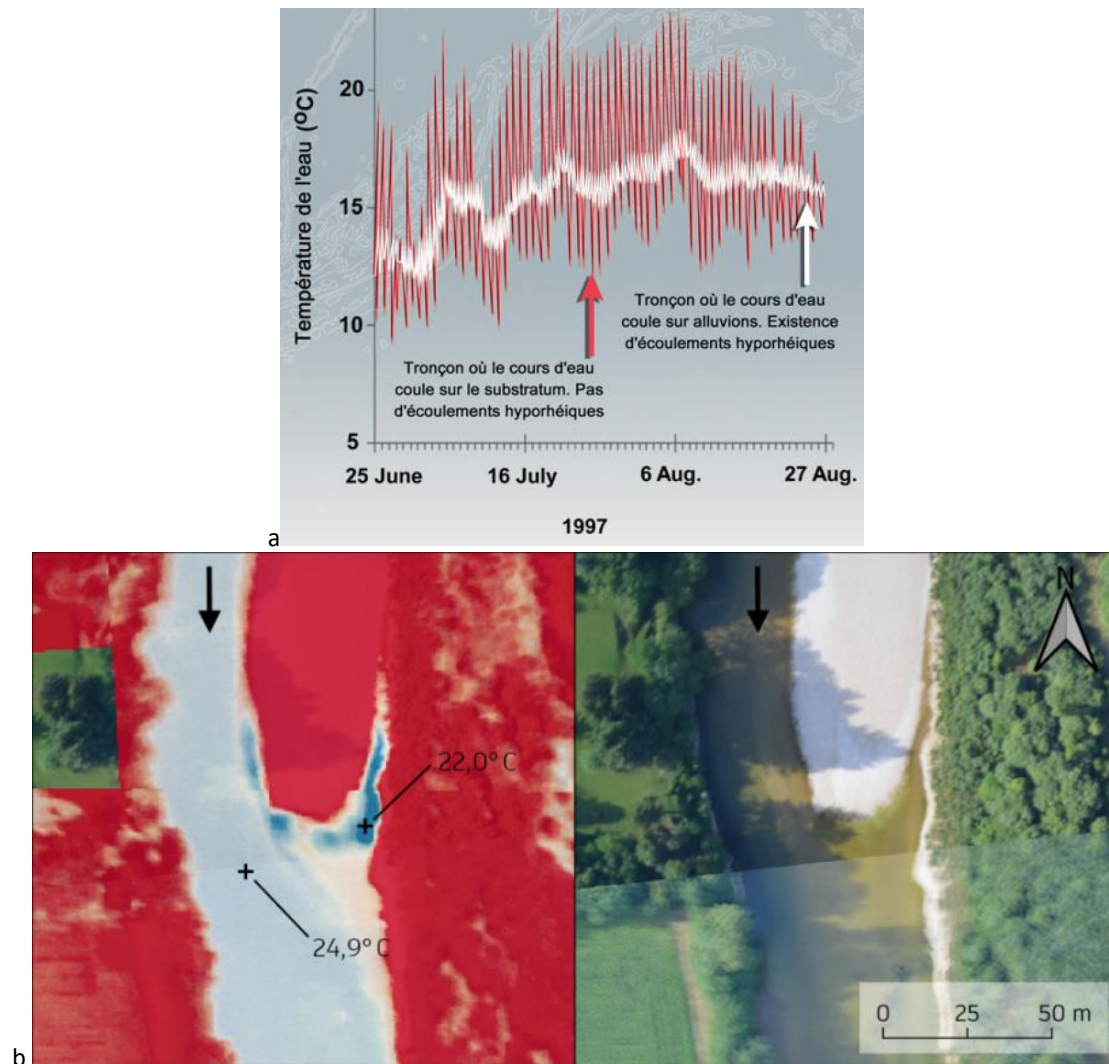 Température de l'eau (ºC)
20
15
10
5
Tronçon où le cours d'eau
coule sur alluvions. Existence
d'écoulements hyporhéiques
Tronçon où le cours d'eau
coule sur le substratum. Pas
d'écoulements hyporhéiques
25 June
16 July
6 Aug.
27 Aug.
1997
a
N
22,0° C
24,9° C
0 25 50 m
b